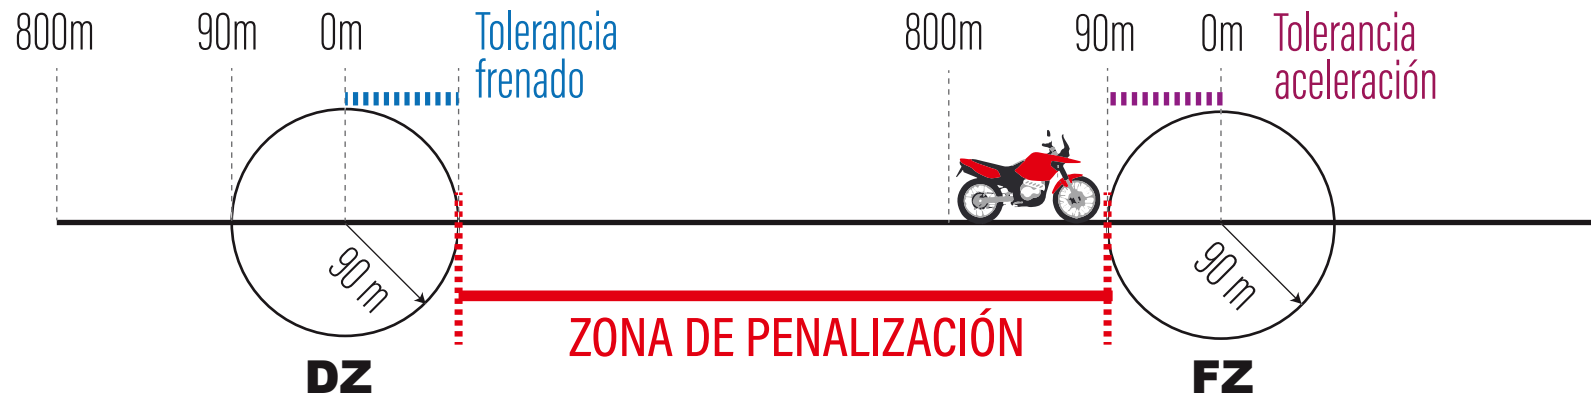 800m
90m
0m
Tolerancia
frenado
800m
90m
0m
Tolerancia
aceleración
90 m
90 m
ZONA DE PENALIZACIÓN
DZ
FZ